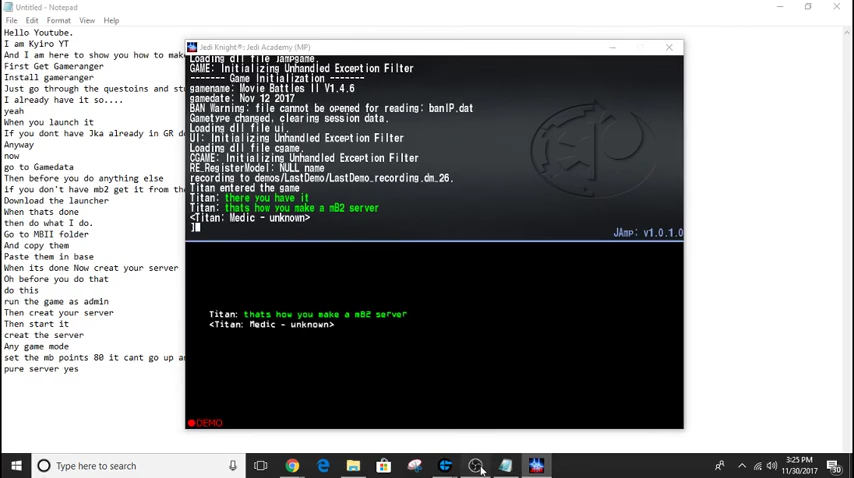 Untitled - Notepad
File Edit Format View Help
Hello Youtube.
I am Kyiro YT
And I am here to show you how to mak
First Get Gameranger
Install gameranger
Just go through the questoins and st
I already have it so....
yeah
When you launch it
If you dont have Jka already in GR do
Anyway
now
go to Gamedata
Then before you do anything else
if you don't have mb2 get it from the
Download the launcher
When thats done
then do what I do.
Go to MBII folder
And copy them
Paste them in base
When its done Now creat your server
Oh before you do that
do this
run the game as admin
Then creat your server
Then start it
creat the server
Any game mode
set the mb points 80 it cant go up a
pure server yes
Jedi Knight®: Jedi Academy (MP)
Loading dll file Jampgame.
GAME: Initializing Unhandled Exception Filter
------- Game Initialization -------
gamename: Movie Battles II V1.4.6
gamedate: Nov 12 2017
BAN Warning: file cannot be opened for reading: banIP.dat
Gametype changed, clearing session data.
Loading dll file ui.
UI: Initializing Unhandled Exception Filter
Loading dll file cgame.
CGAME: Initializing Unhandled Exception Filter
RE_RegisterModel: NULL name
recording to demos/LastDemo/LastDemo_recording.dm_26.
Titan entered the game
Titan: there you have it
Titan: thats how you make a mB2 server
<Titan: Medic - unknown>
]
JAmp: v1.0.1.0
Titan: thats how you make a mB2 server
<Titan: Medic - unknown>
DEMO
Type here to search
3:25 PM
11/30/2017
30